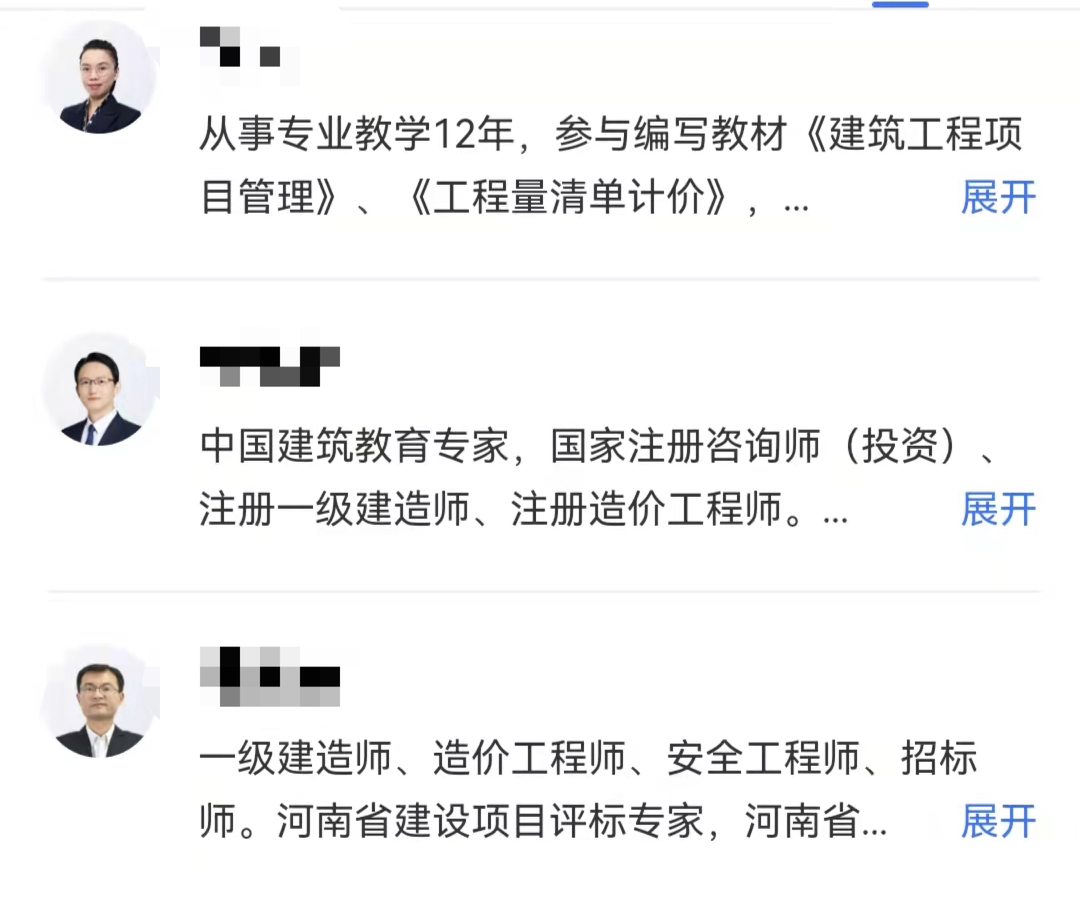 从事专业教学12年，参与编写教材《建筑工程项
目管理》、《工程量清单计价》，... 展开
中国建筑教育专家，国家注册咨询师（投资）、
注册一级建造师、注册造价工程师。... 展开
一级建造师、造价工程师、安全工程师、招标
师。河南省建设项目评标专家，河南省... 展开